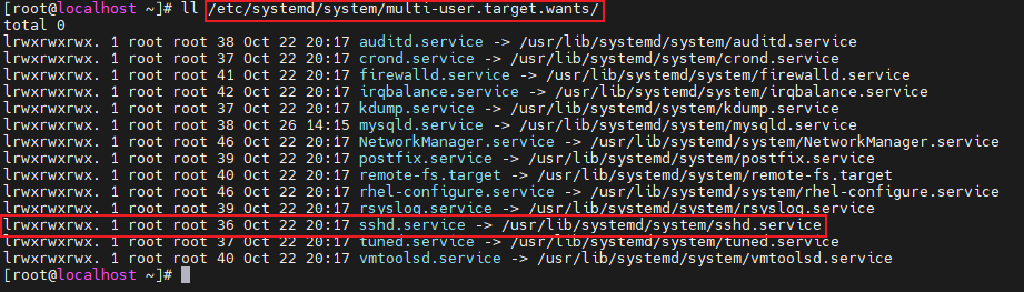 [root@localhost ~]# ll /etc/systemd/system/multi-user.target.wants/
total 0
lrwxrwxrwx. 1 root root 38 Oct 22 20:17 auditd.service -> /usr/lib/systemd/system/auditd.service
lrwxrwxrwx. 1 root root 37 Oct 22 20:17 crond.service -> /usr/lib/systemd/system/crond.service
lrwxrwxrwx. 1 root root 41 Oct 22 20:17 firewalld.service -> /usr/lib/systemd/system/firewalld.service
lrwxrwxrwx. 1 root root 42 Oct 22 20:17 irqbalance.service -> /usr/lib/systemd/system/irqbalance.service
lrwxrwxrwx. 1 root root 37 Oct 22 20:17 kdump.service -> /usr/lib/systemd/system/kdump.service
lrwxrwxrwx. 1 root root 38 Oct 26 14:15 mysqld.service -> /usr/lib/systemd/system/mysqld.service
lrwxrwxrwx. 1 root root 46 Oct 22 20:17 NetworkManager.service -> /usr/lib/systemd/system/NetworkManager.service
lrwxrwxrwx. 1 root root 39 Oct 22 20:17 postfix.service -> /usr/lib/systemd/system/postfix.service
lrwxrwxrwx. 1 root root 40 Oct 22 20:17 remote-fs.target -> /usr/lib/systemd/system/remote-fs.target
lrwxrwxrwx. 1 root root 46 Oct 22 20:17 rhel-configure.service -> /usr/lib/systemd/system/rhel-configure.service
lrwxrwxrwx. 1 root root 39 Oct 22 20:17 rsyslog.service -> /usr/lib/systemd/system/rsyslog.service
lrwxrwxrwx. 1 root root 36 Oct 22 20:17 sshd.service -> /usr/lib/systemd/system/sshd.service
lrwxrwxrwx. 1 root root 37 Oct 22 20:17 tuned.service -> /usr/lib/systemd/system/tuned.service
lrwxrwxrwx. 1 root root 40 Oct 22 20:17 vmtoolsd.service -> /usr/lib/systemd/system/vmtoolsd.service
[root@localhost ~]#